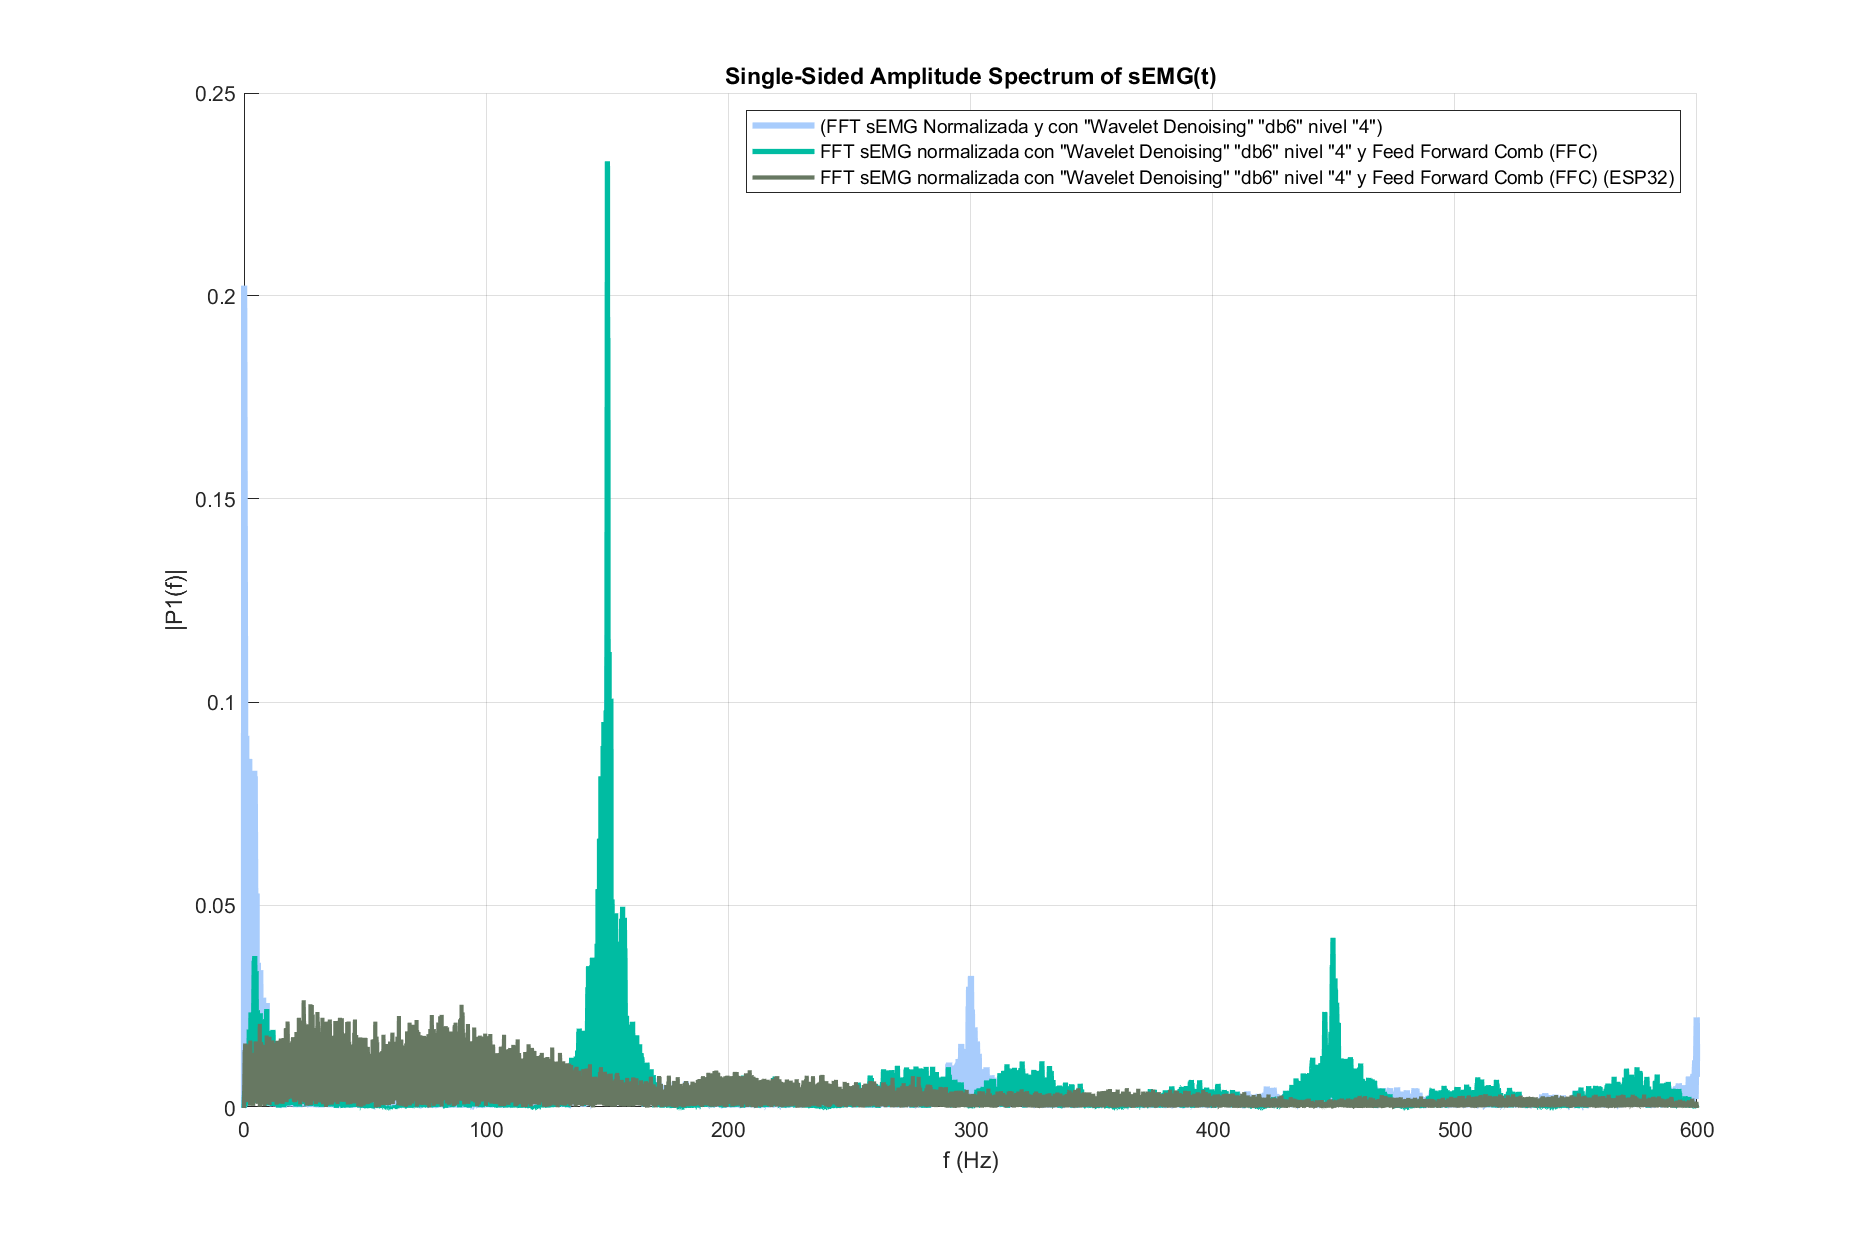 Single-Sided Amplitude Spectrum of sEMG(t)
0.25
(FFT sEMG Normalizada y con "Wavelet Denoising" "db6" nivel "4")
FFT sEMG normalizada con "Wavelet Denoising" "db6" nivel "4" y Feed Forward Comb (FFC)
FFT sEMG normalizada con "Wavelet Denoising" "db6" nivel "4" y Feed Forward Comb (FFC) (ESP32)
0.2
0.15
|P1(f)|
0.1
0.05
0
0 100 200 300 400 500 600
f (Hz)